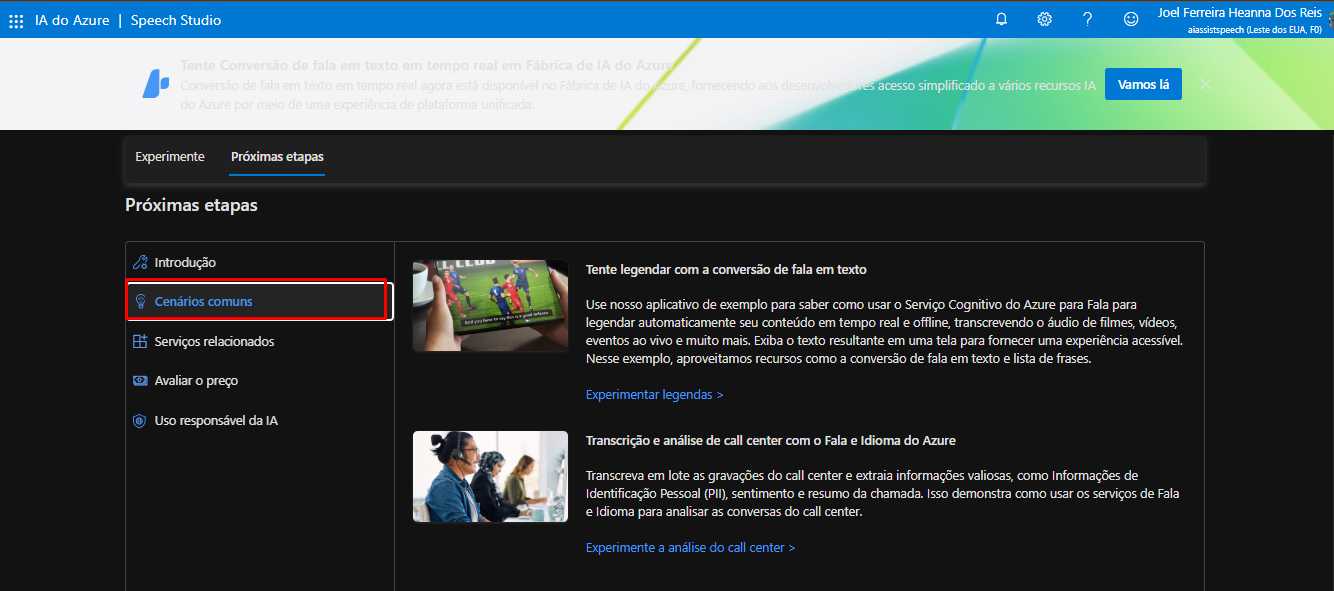 IA do Azure | Speech Studio
Joel Ferreira Heanna Dos Reis
aiassistspeech (Leste dos EUA, F0)
Tente Conversão de fala em texto em tempo real em Fábrica de IA do Azure
Conversão de fala em texto em tempo real agora está disponível no Fábrica de IA do Azure, fornecendo aos desenvolvedores acesso simplificado a vários recursos IA
do Azure por meio de uma experiência de plataforma unificada.
Vamos lá
Experimente
Próximas etapas
Próximas etapas
Introdução
Cenários comuns
Serviços relacionados
Avaliar o preço
Uso responsável da IA
And you have to say this is a good defense.
Tente legendar com a conversão de fala em texto
Use nosso aplicativo de exemplo para saber como usar o Serviço Cognitivo do Azure para Fala para
legendar automaticamente seu conteúdo em tempo real e offline, transcrevendo o áudio de filmes, vídeos,
eventos ao vivo e muito mais. Exiba o texto resultante em uma tela para fornecer uma experiência acessível.
Nesse exemplo, aproveitamos recursos como a conversão de fala em texto e lista de frases.
Experimentar legendas >
Transcrição e análise de call center com o Fala e Idioma do Azure
Transcreva em lote as gravações do call center e extraia informações valiosas, como Informações de
Identificação Pessoal (PII), sentimento e resumo da chamada. Isso demonstra como usar os serviços de Fala
e Idioma para analisar as conversas do call center.
Experimente a análise do call center >